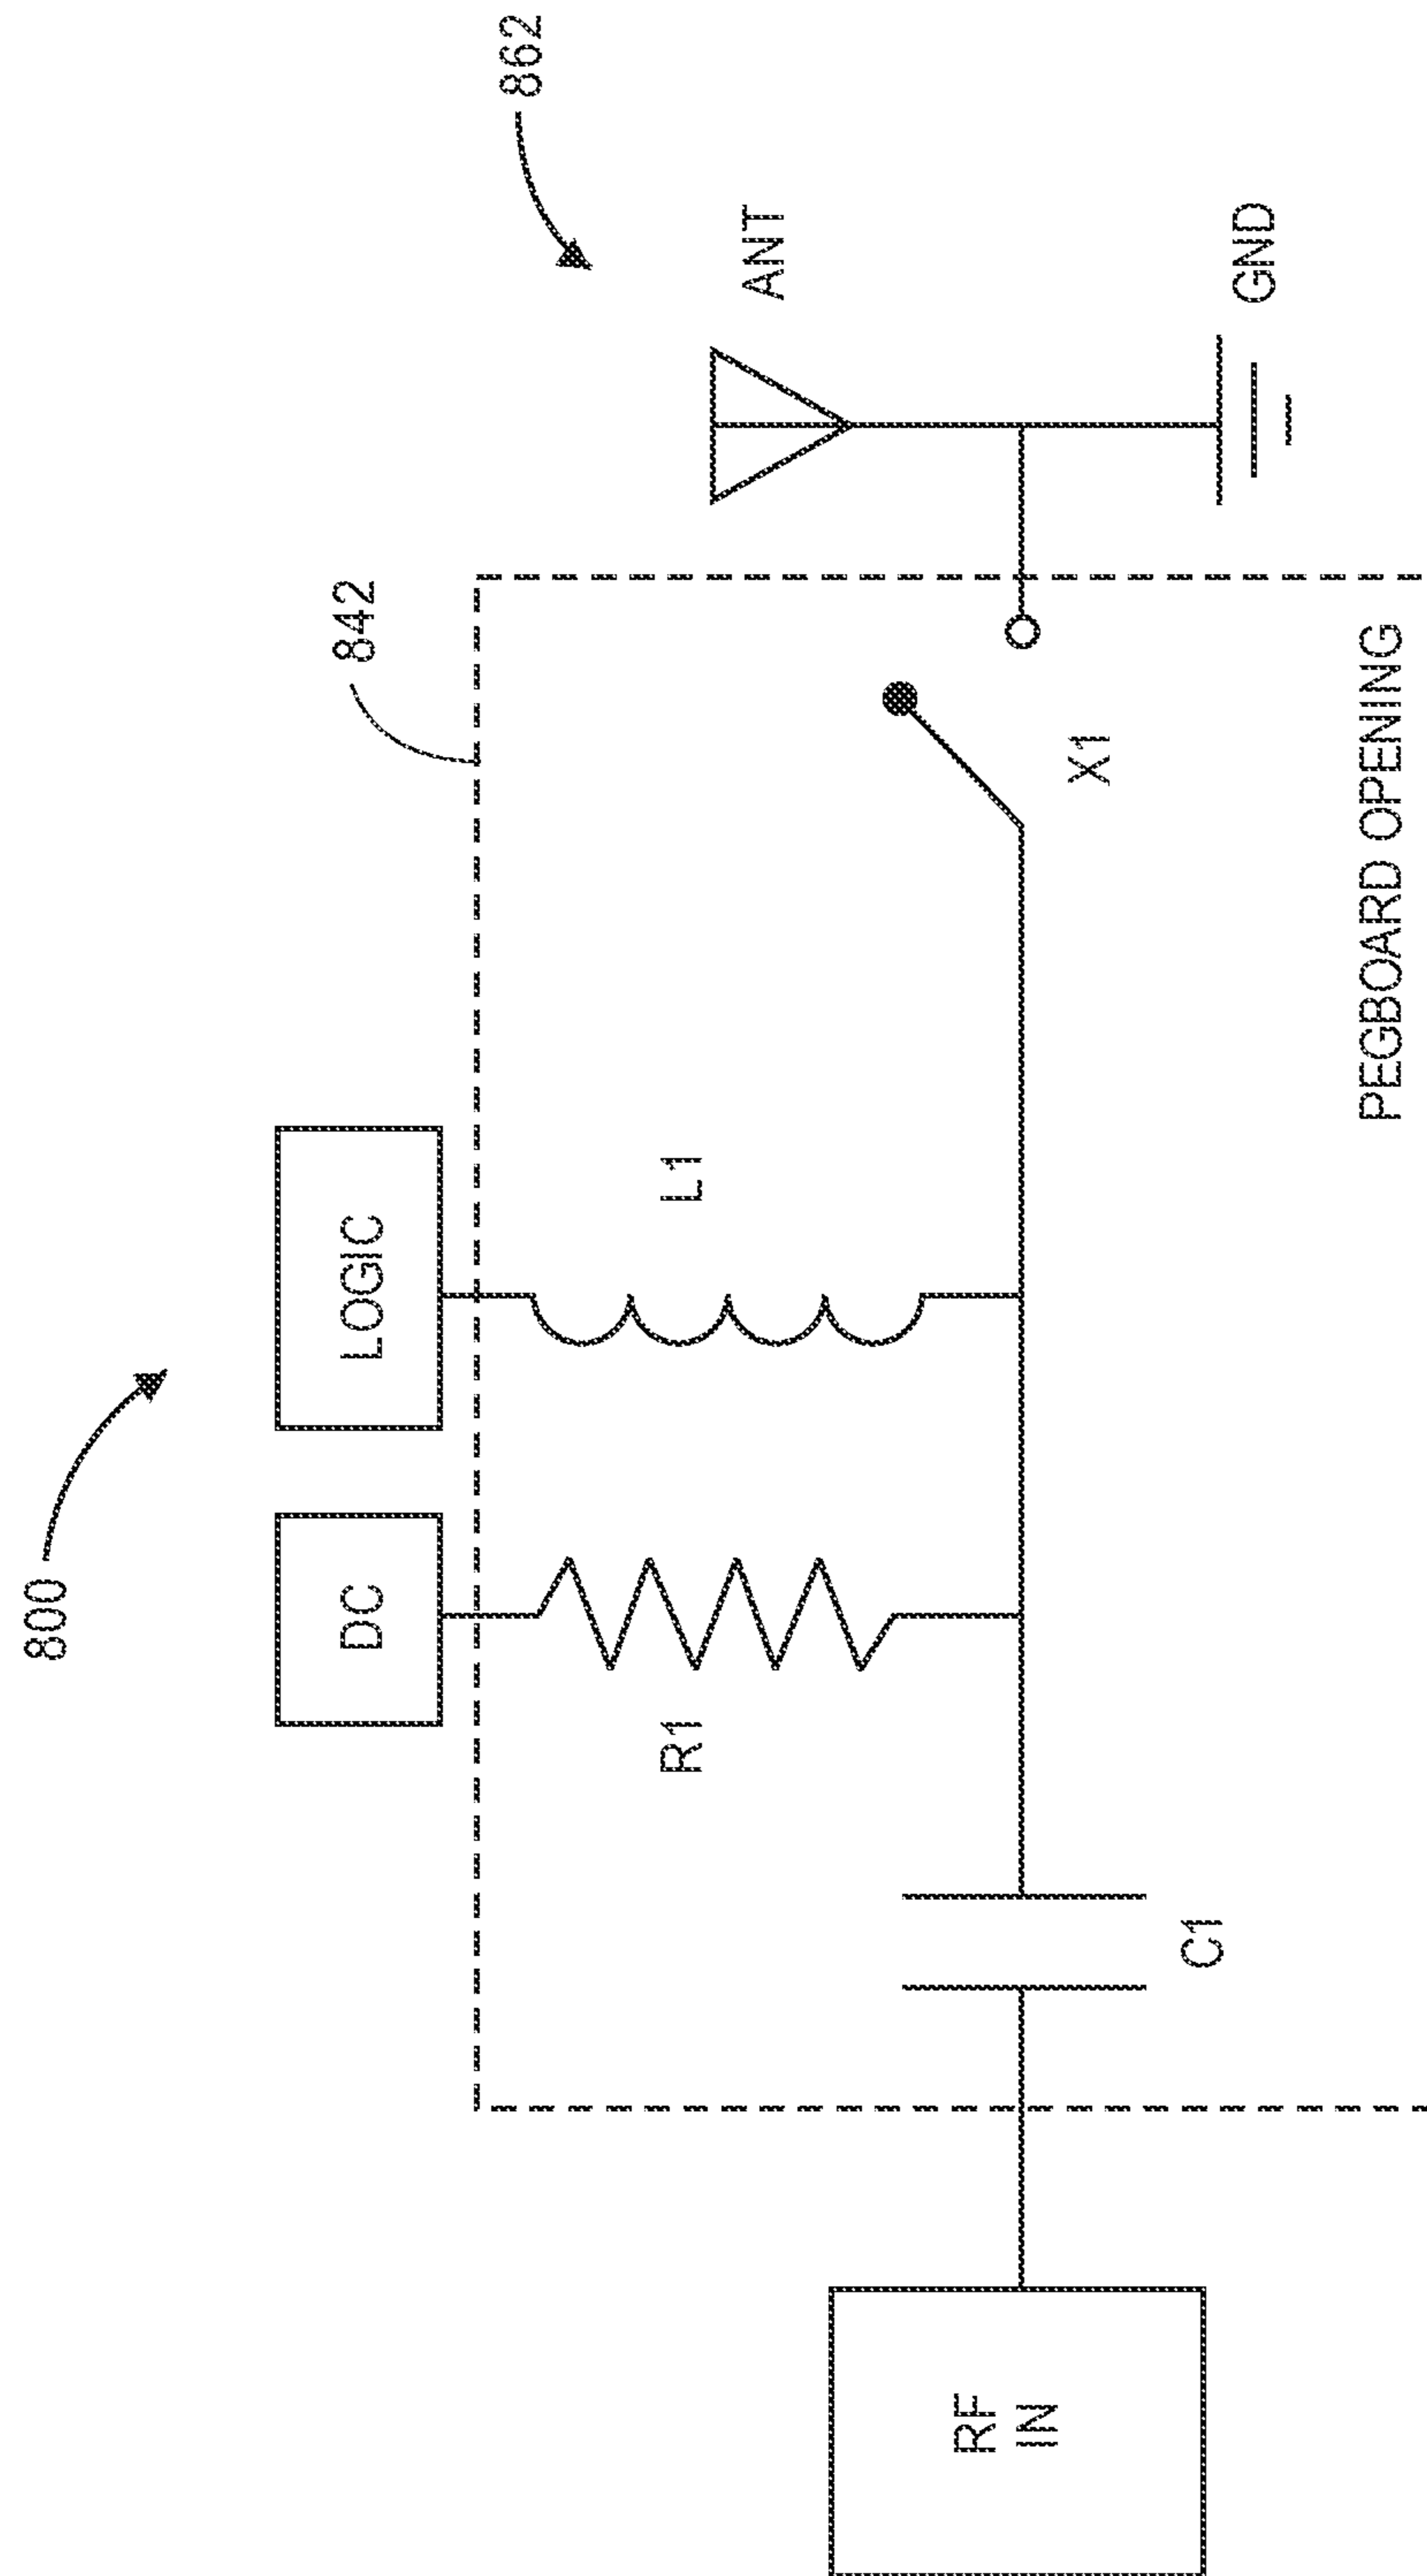 800
862
842
ANT
DC
LOGIC
R1
L1
RF
IN
X1
C1
GND
PEGBOARD OPENING